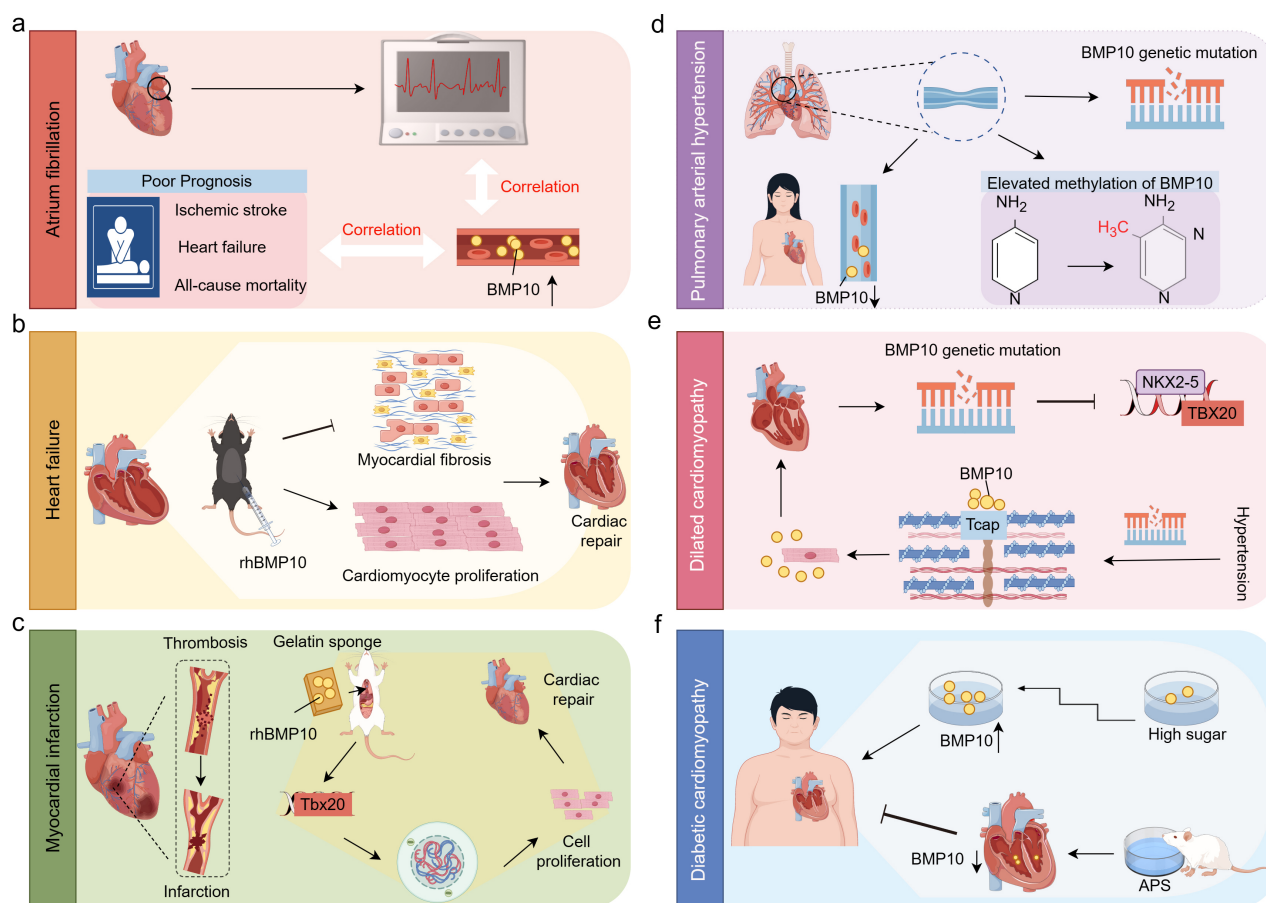 a
Atrium fibrillation
Poor Prognosis
Ischemic stroke
Heart failure
All-cause mortality
Correlation
Correlation
BMP10
b
Heart failure
rhBMP10
Myocardial fibrosis
Cardiomyocyte proliferation
Cardiac
repair
c
Myocardial infarction
Thrombosis
Infarction
Gelatin sponge
rhBMP10
Tbx20
Cell
proliferation
Cardiac
repair
d
Pulmonary arterial hypertension
BMP10 genetic mutation
BMP10
Elevated methylation of BMP10
NH2
N
NH2
H3C
N
N
e
Dilated cardiomyopathy
BMP10 genetic mutation
NKX2-5
TBX20
BMP10
Tcap
Hypertension
f
Diabetic cardiomyopathy
BMP10
High sugar
BMP10
APS